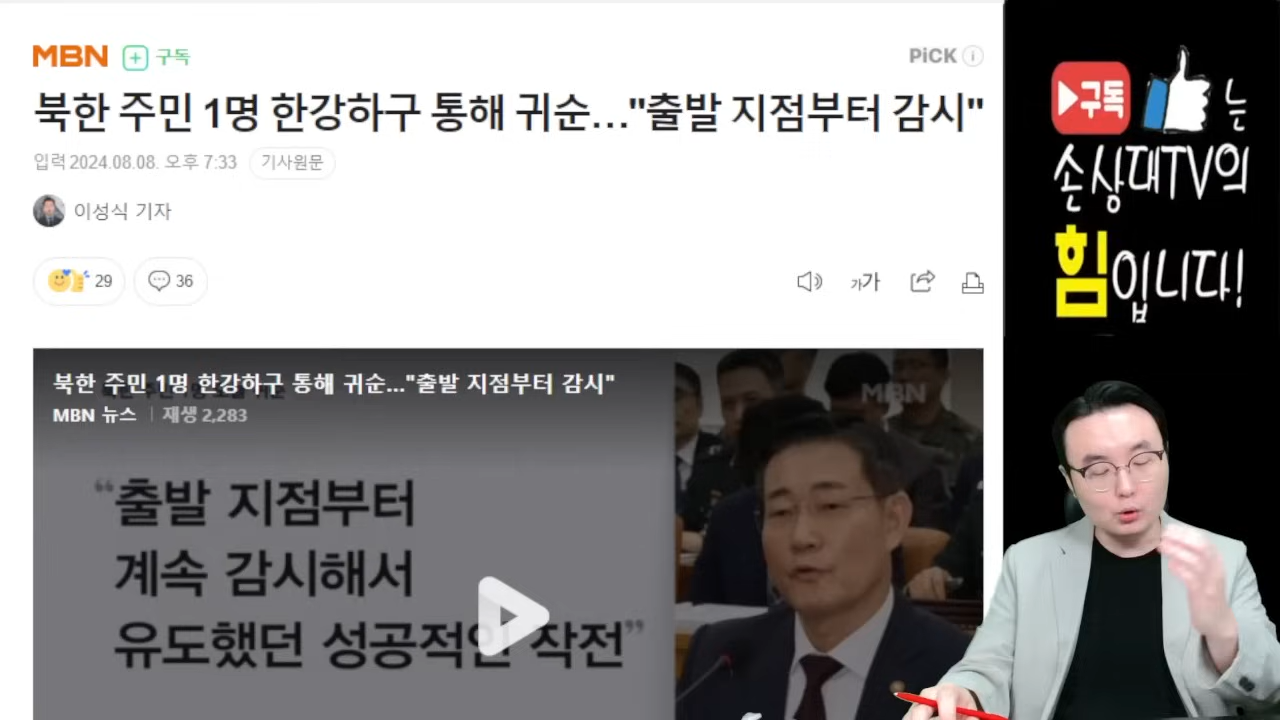 MBN 구독
PiCK
북한 주민 1명 한강하구 통해 귀순..."출발 지점부터 감시"
입력 2024.08.08. 오후 7:33 기사원문
이성식 기자
29 36
가가
북한 주민 1명 한강하구 통해 귀순..."출발 지점부터 감시"
MBN 뉴스 재생 2,283
MBN
“출발 지점부터
계속 감시해서
유도했던 성공적인 작전”
구독 는
손상대TV의
힘입니다!